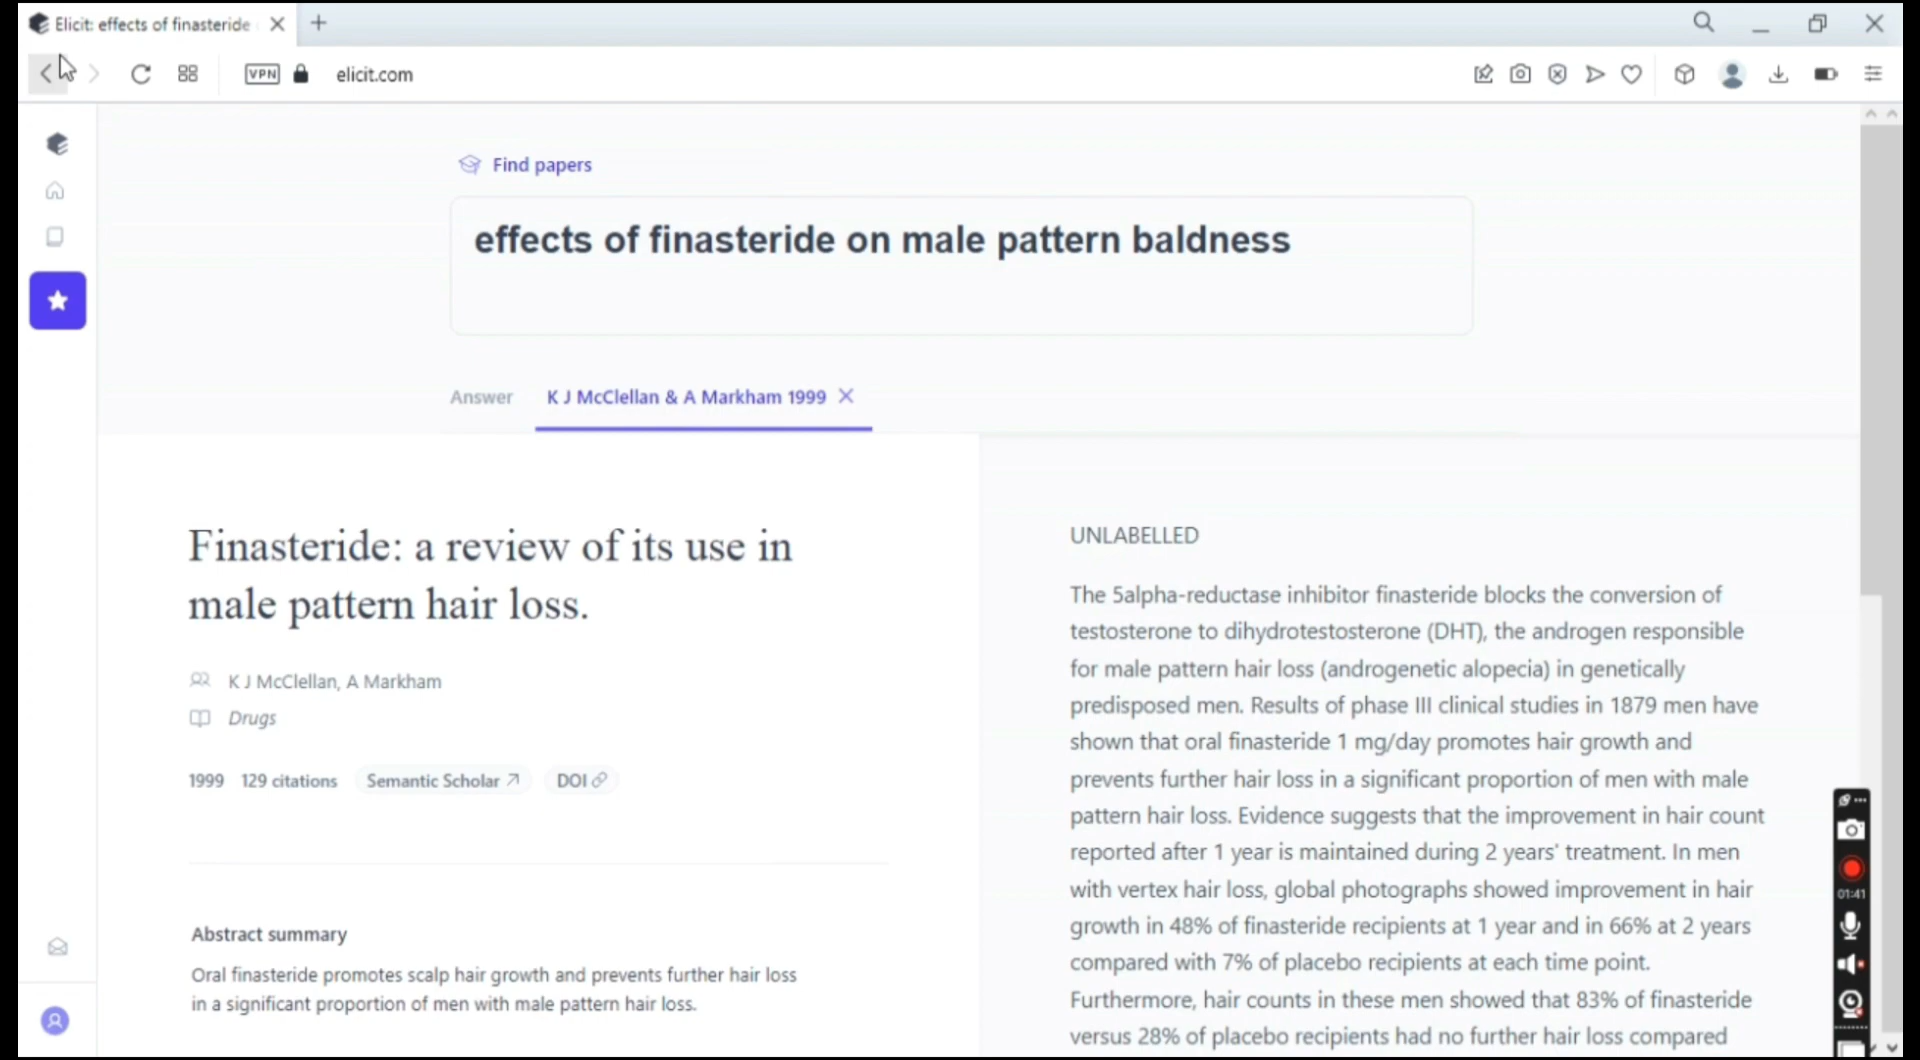 Elicit: effects of finasteride
VPN
elicit.com
Find papers
effects of finasteride on male pattern baldness
Answer
K J McClellan & A Markham 1999
Finasteride: a review of its use in
male pattern hair loss.
K J McClellan, A Markham
Drugs
1999 129 citations Semantic Scholar DOI
Abstract summary
Oral finasteride promotes scalp hair growth and prevents further hair loss
in a significant proportion of men with male pattern hair loss.
UNLABELLED
The 5alpha-reductase inhibitor finasteride blocks the conversion of
testosterone to dihydrotestosterone (DHT), the androgen responsible
for male pattern hair loss (androgenetic alopecia) in genetically
predisposed men. Results of phase III clinical studies in 1879 men have
shown that oral finasteride 1 mg/day promotes hair growth and
prevents further hair loss in a significant proportion of men with male
pattern hair loss. Evidence suggests that the improvement in hair count
reported after 1 year is maintained during 2 years' treatment. In men
with vertex hair loss, global photographs showed improvement in hair
growth in 48% of finasteride recipients at 1 year and in 66% at 2 years
compared with 7% of placebo recipients at each time point.
Furthermore, hair counts in these men showed that 83% of finasteride
versus 28% of placebo recipients had no further hair loss compared
01:41